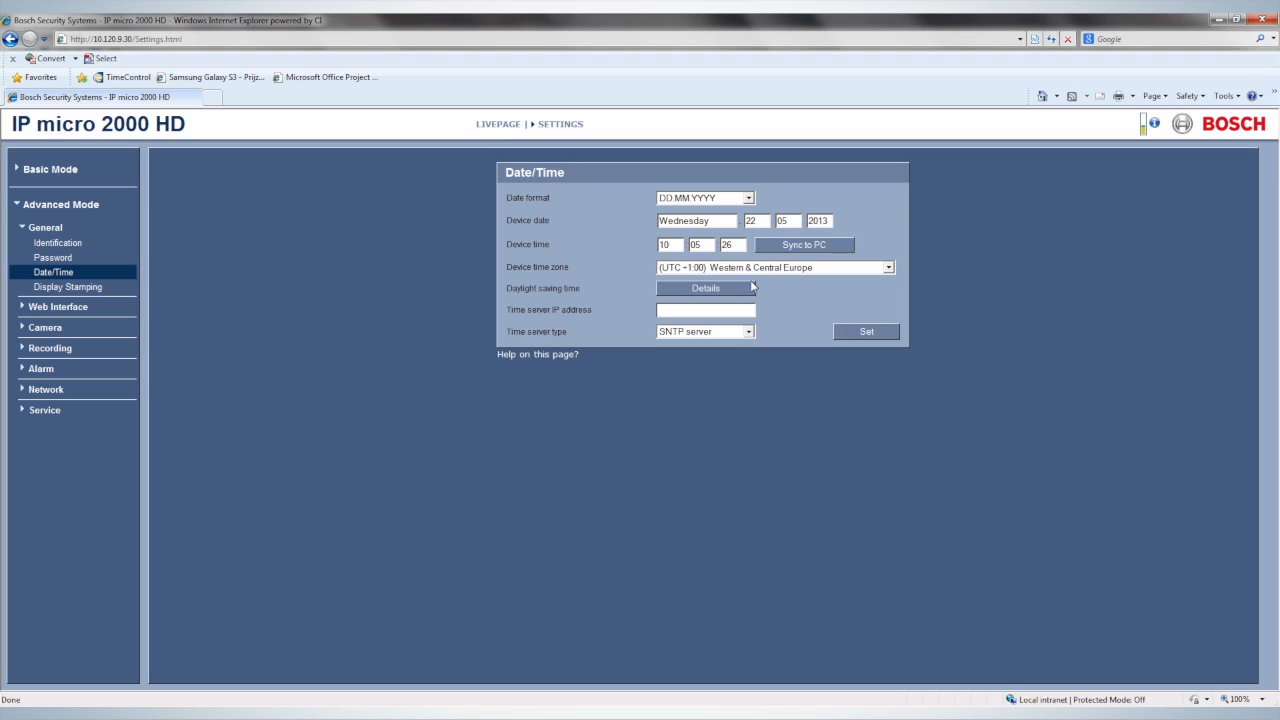 Bosch Security Systems - IP micro 2000 HD - Windows Internet Explorer powered by CI
http://10.120.9.30/Settings.html
Google
x Convert Select
Favorites TimeControl Samsung Galaxy S3 - Prijz... Microsoft Office Project ...
Bosch Security Systems - IP micro 2000 HD
Page Safety Tools
IP micro 2000 HD
LIVEPAGE | SETTINGS
BOSCH
Basic Mode
Advanced Mode
General
Identification
Password
Date/Time
Display Stamping
Web Interface
Camera
Recording
Alarm
Network
Service
Date/Time
Date format DD.MM.YYYY
Device date Wednesday , 22 05 2013
Device time 10 05 26 Sync to PC
Device time zone (UTC +1:00) Western & Central Europe
Daylight saving time Details
Time server IP address
Time server type SNTP server Set
Help on this page?
Done
Local intranet | Protected Mode: Off
100%